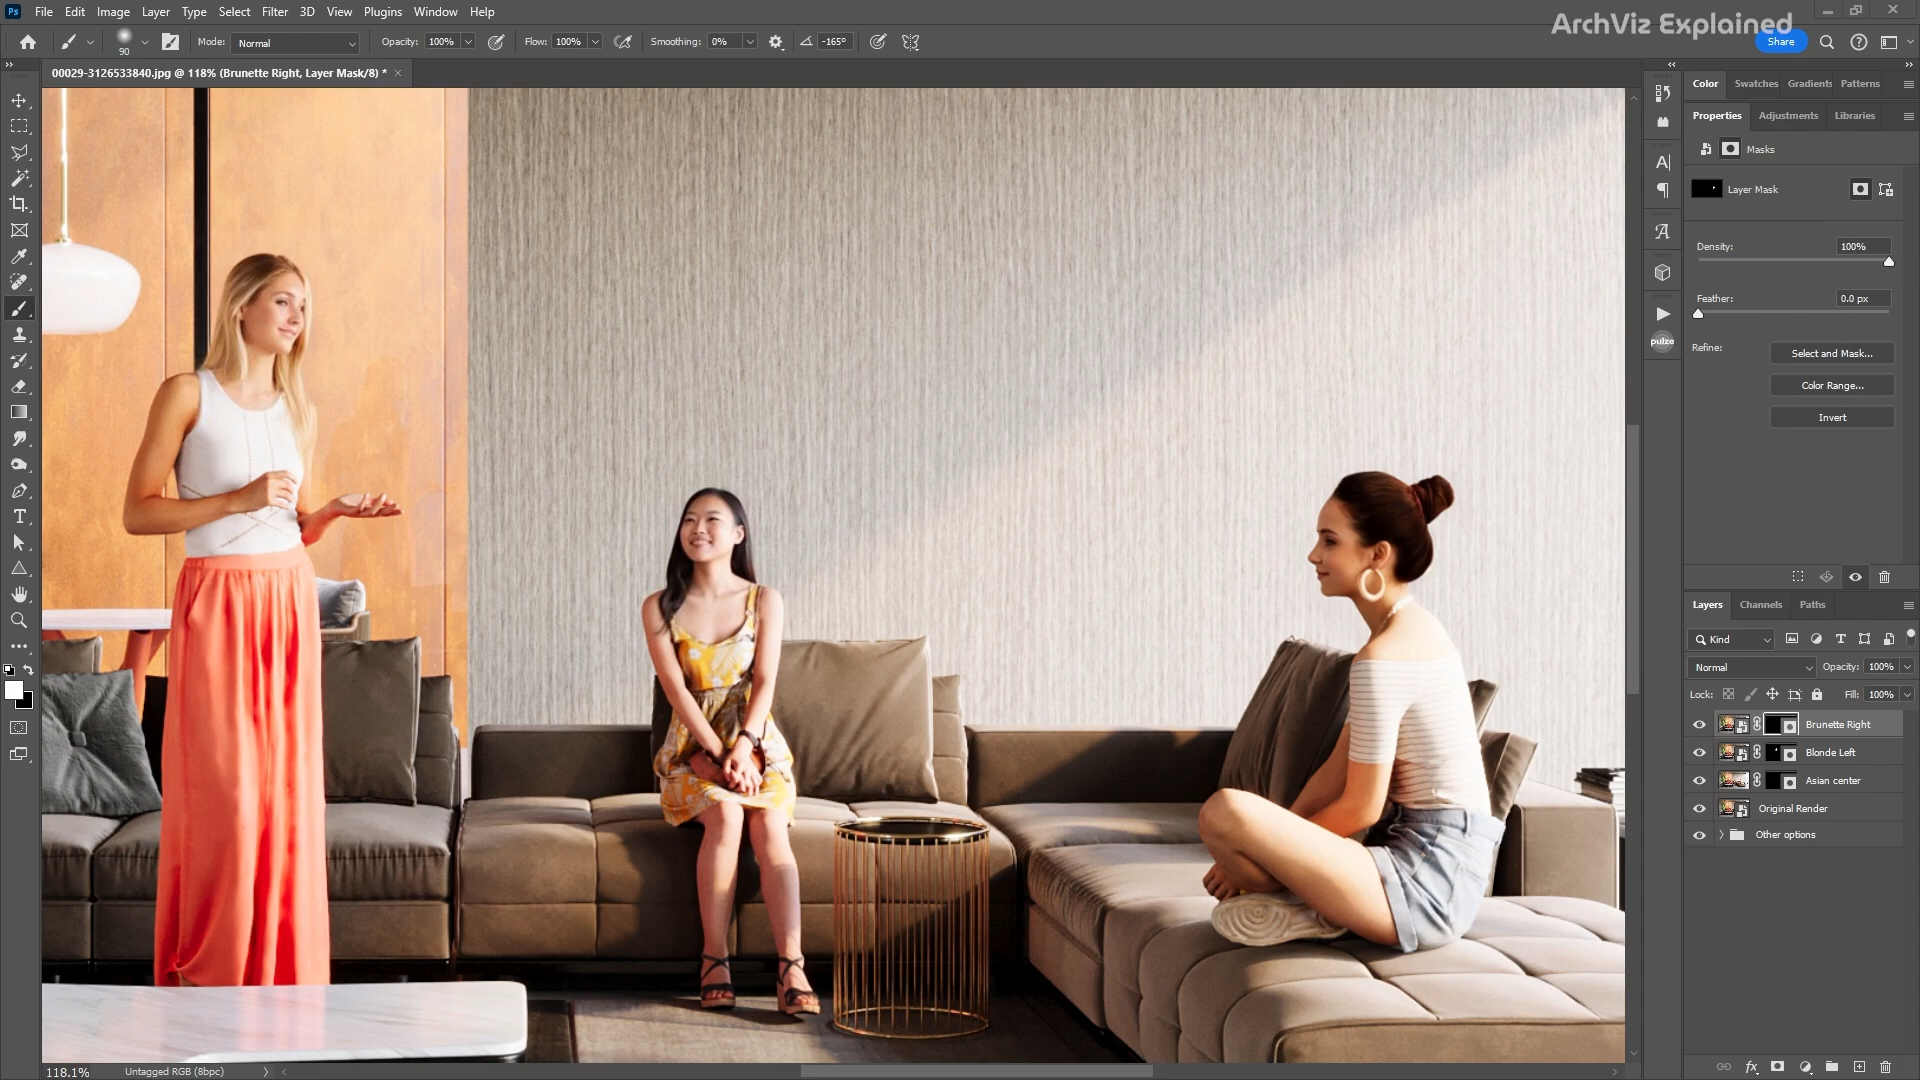 Ps File Edit Image Layer Type Select Filter 3D View Plugins Window Help
ArchViz Explained
90 Mode: Normal Opacity: 100% Flow: 100% Smoothing: 0% -165° Share
00029-3126533840.jpg @ 118% (Brunette Right, Layer Mask/8) * ×
Color Swatches Gradients Patterns
Properties Adjustments Libraries
Masks
Layer Mask
Density: 100%
Feather: 0.0 px
Refine:
Select and Mask...
Color Range...
Invert
pulze
Layers Channels Paths
Kind
Normal Opacity: 100%
Lock: Fill: 100%
Brunette Right
Blonde Left
Asian center
Original Render
Other options
118.1% Untagged RGB (8bpc)